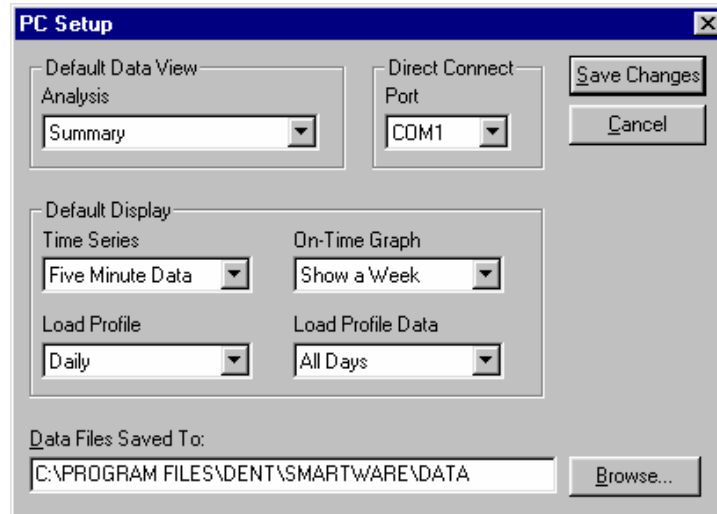 PC Setup
Default Data View
Analysis
Summary
Direct Connect
Port
COM1
Save Changes
Cancel
Default Display
Time Series
Five Minute Data
On-Time Graph
Show a Week
Load Profile
Daily
Load Profile Data
All Days
Data Files Saved To:
C:\PROGRAM FILES\DENT\SMARTWARE\DATA
Browse...